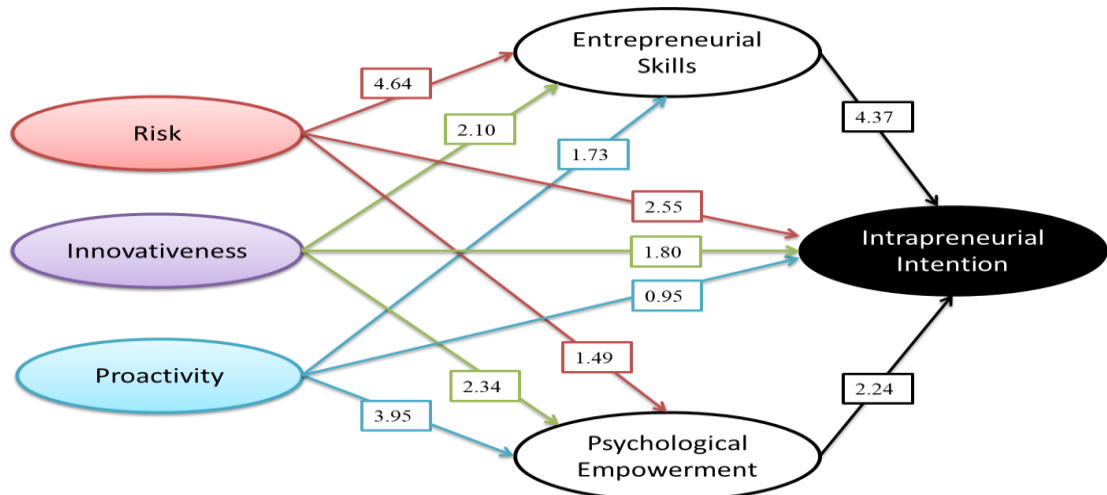 Entrepreneurial
Skills
4.64
Risk
2.10
4.37
1.73
2.55
Innovativeness
1.80
Intrapreneurial
Intention
0.95
Proactivity
1.49
2.34
2.24
3.95
Psychological
Empowerment